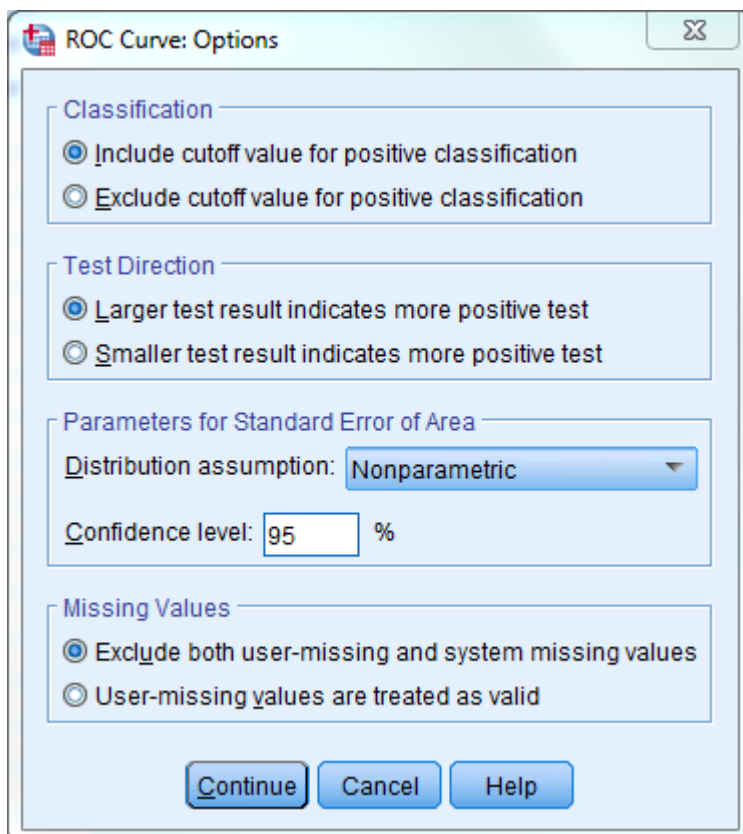 ROC Curve: Options
Classification
Include cutoff value for positive classification
Exclude cutoff value for positive classification
Test Direction
Larger test result indicates more positive test
Smaller test result indicates more positive test
Parameters for Standard Error of Area
Distribution assumption: Nonparametric
Confidence level: 95 %
Missing Values
Exclude both user-missing and system missing values
User-missing values are treated as valid
Continue Cancel Help